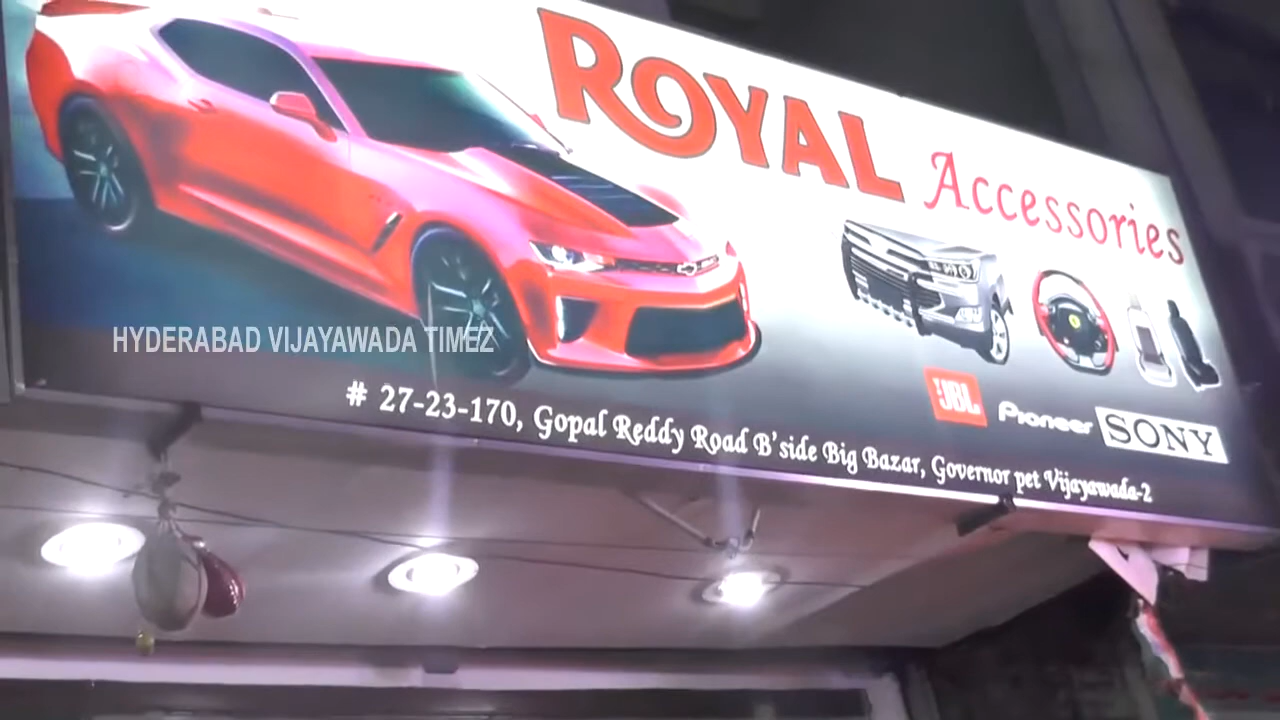 ROYAL Accessories
HYDERABAD VIJAYAWADA TIMEZ
JBL Pioneer SONY
# 27-23-170, Gopal Reddy Road B'side Big Bazar, Governor pet Vijayawada-2